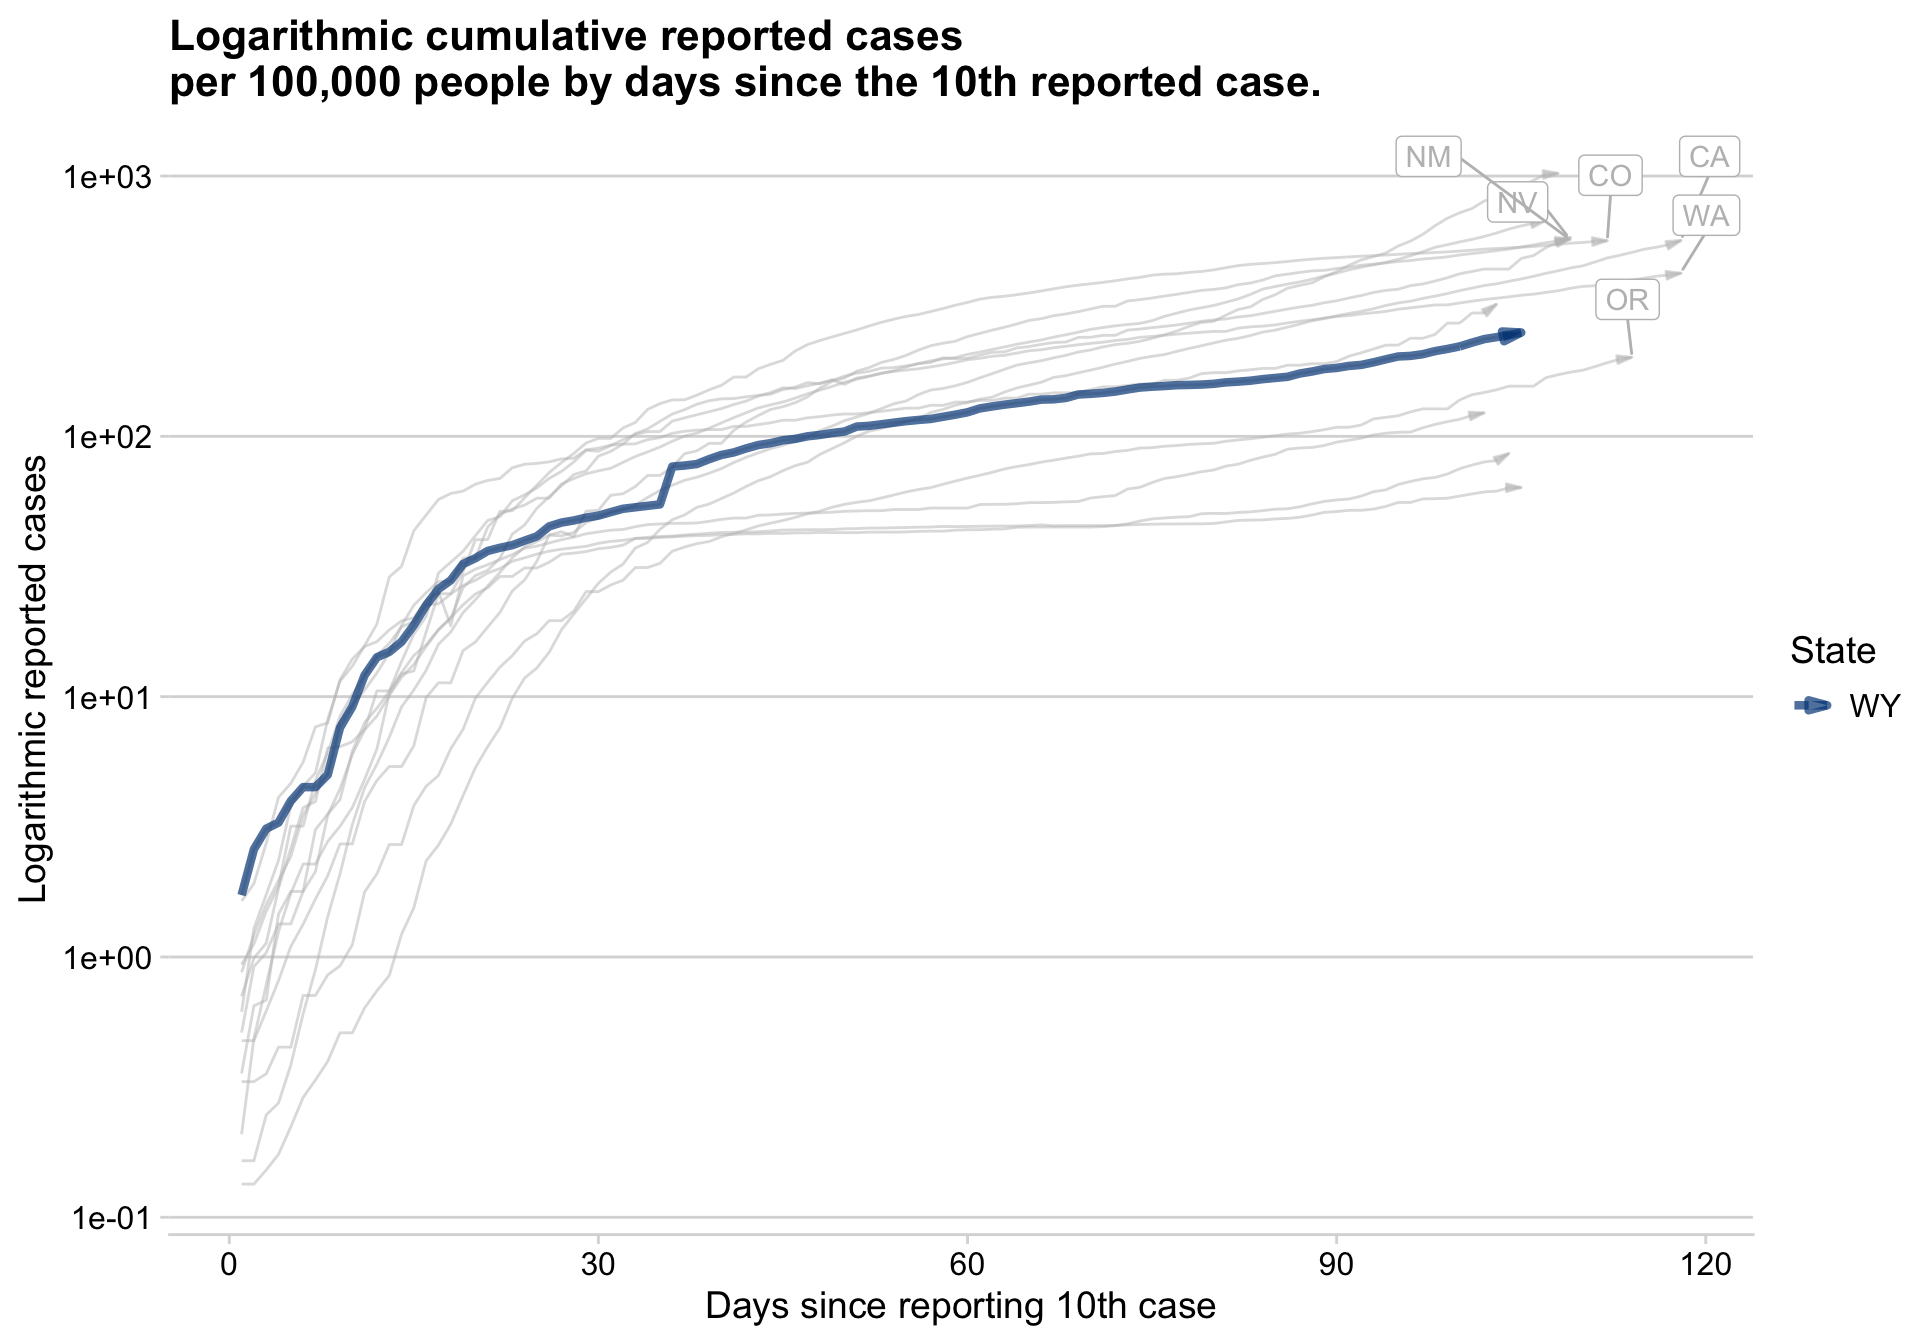 Logarithmic cumulative reported cases
per 100,000 people by days since the 10th reported case.
Logarithmic reported cases
1e+03
1e+02
1e+01
1e+00
1e-01
NM
NV
CO
CA
WA
OR
State
WY
0
30
60
90
120
Days since reporting 10th case